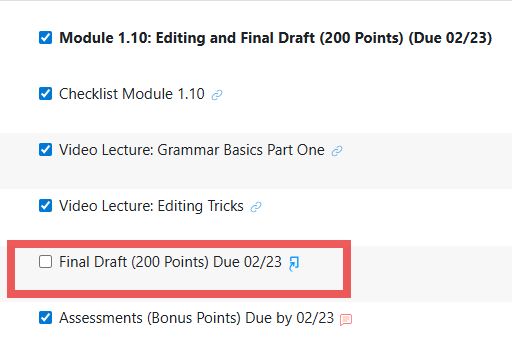 Module 1.10: Editing and Final Draft (200 Points) (Due 02/23)
Checklist Module 1.10
Video Lecture: Grammar Basics Part One
Video Lecture: Editing Tricks
Final Draft (200 Points) Due 02/23
Assessments (Bonus Points) Due by 02/23